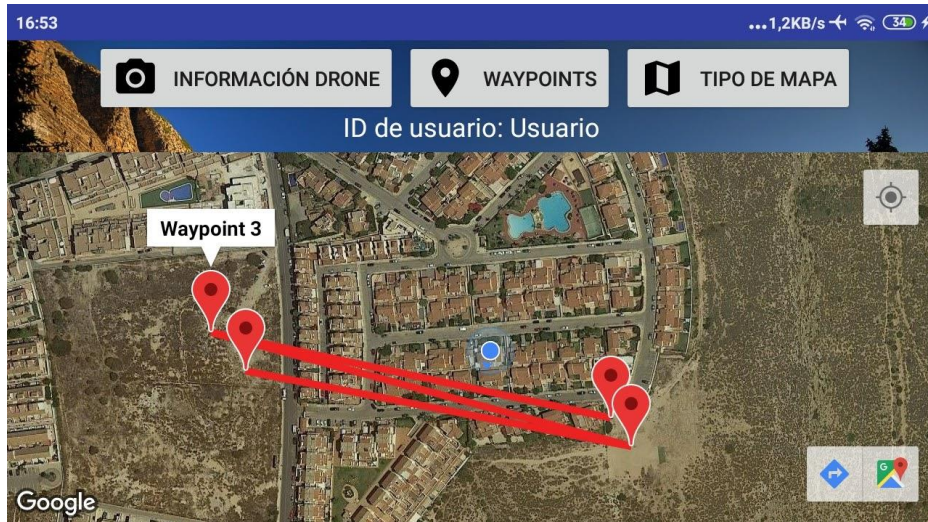 16:53
...1,2KB/s 34
INFORMACIÓN DRONE
WAYPOINTS
TIPO DE MAPA
ID de usuario: Usuario
Waypoint 3
Google